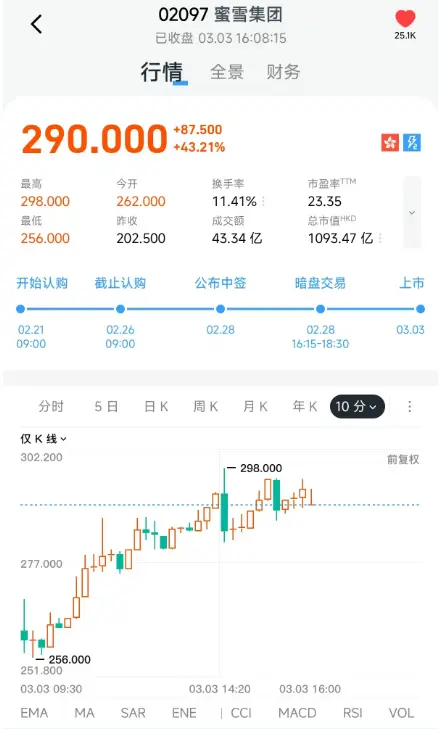 02097 蜜雪集团
已收盘 03.03 16:08:15
25.1K
行情 全景 财务
290.000 +87.500
+43.21%
最高 今开 换手率 市盈率TTM
298.000 262.000 11.41% 23.35
最低 昨收 成交额 总市值HKD
256.000 202.500 43.34 亿 1093.47 亿
开始认购 截止认购 公布中签 暗盘交易 上市
02.21 02.26 02.28 02.28 03.03
09:00 09:00 16:15-18:30
分时 5日 日K 周K 月K 年K 10分
仅K线
302.200 前复权
298.000
277.000
256.000
251.800
03.03 09:30 03.03 14:20 03.03 16:00
EMA MA SAR ENE CCI MACD RSI VOL